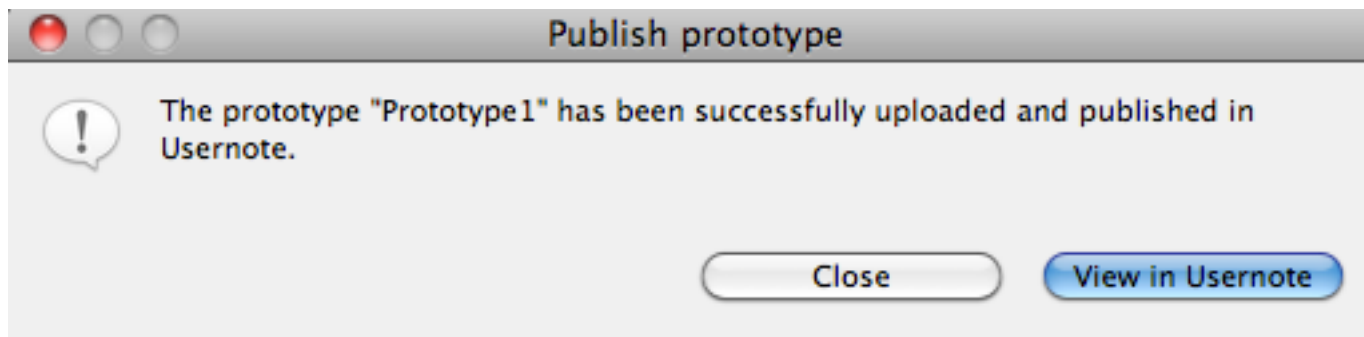 Publish prototype
The prototype "Prototype1" has been successfully uploaded and published in
Usernote.
Close
View in Usernote